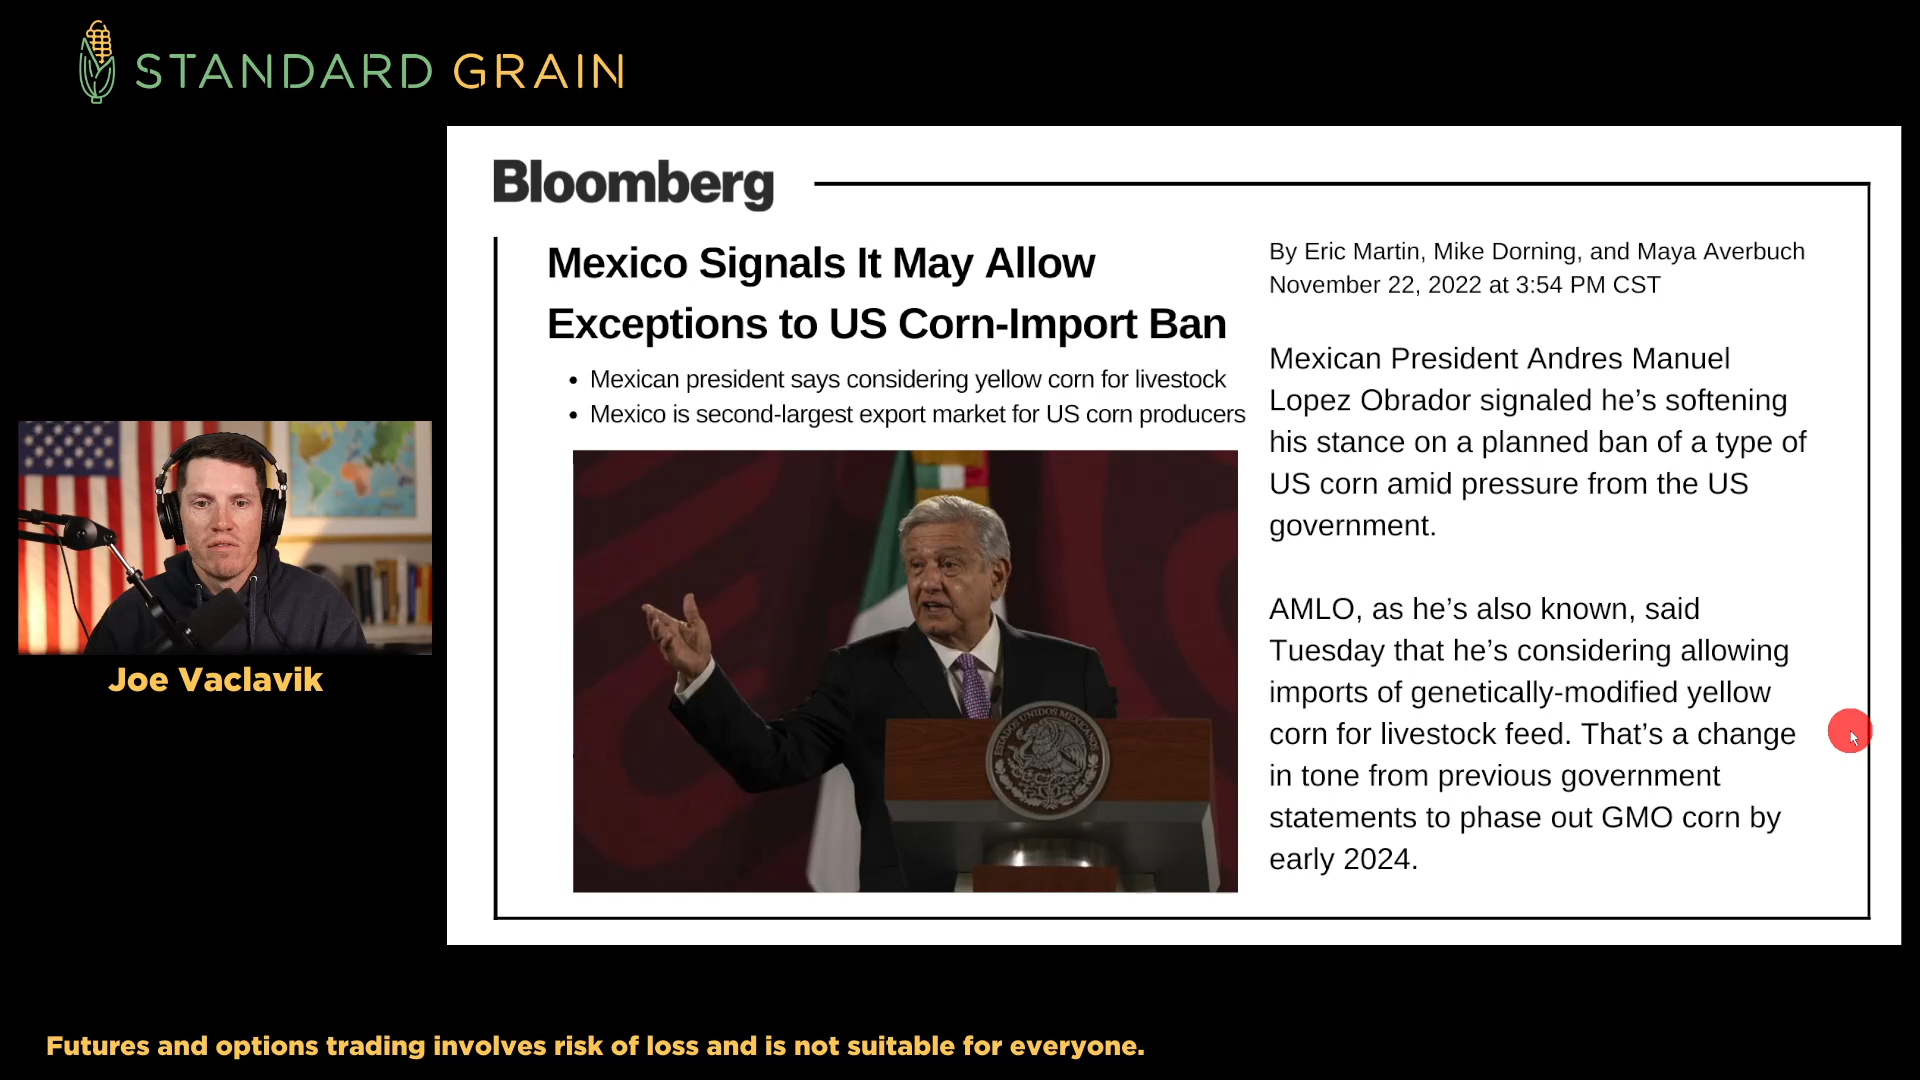 STANDARD GRAIN
Bloomberg
Mexico Signals It May Allow
Exceptions to US Corn-Import Ban
• Mexican president says considering yellow corn for livestock
• Mexico is second-largest export market for US corn producers
ESTADOS UNIDOS MEXICANOS
By Eric Martin, Mike Dorning, and Maya Averbuch
November 22, 2022 at 3:54 PM CST
Mexican President Andres Manuel
Lopez Obrador signaled he’s softening
his stance on a planned ban of a type of
US corn amid pressure from the US
government.
AMLO, as he’s also known, said
Tuesday that he’s considering allowing
imports of genetically-modified yellow
corn for livestock feed. That’s a change
in tone from previous government
statements to phase out GMO corn by
early 2024.
Joe Vaclavik
Futures and options trading involves risk of loss and is not suitable for everyone.